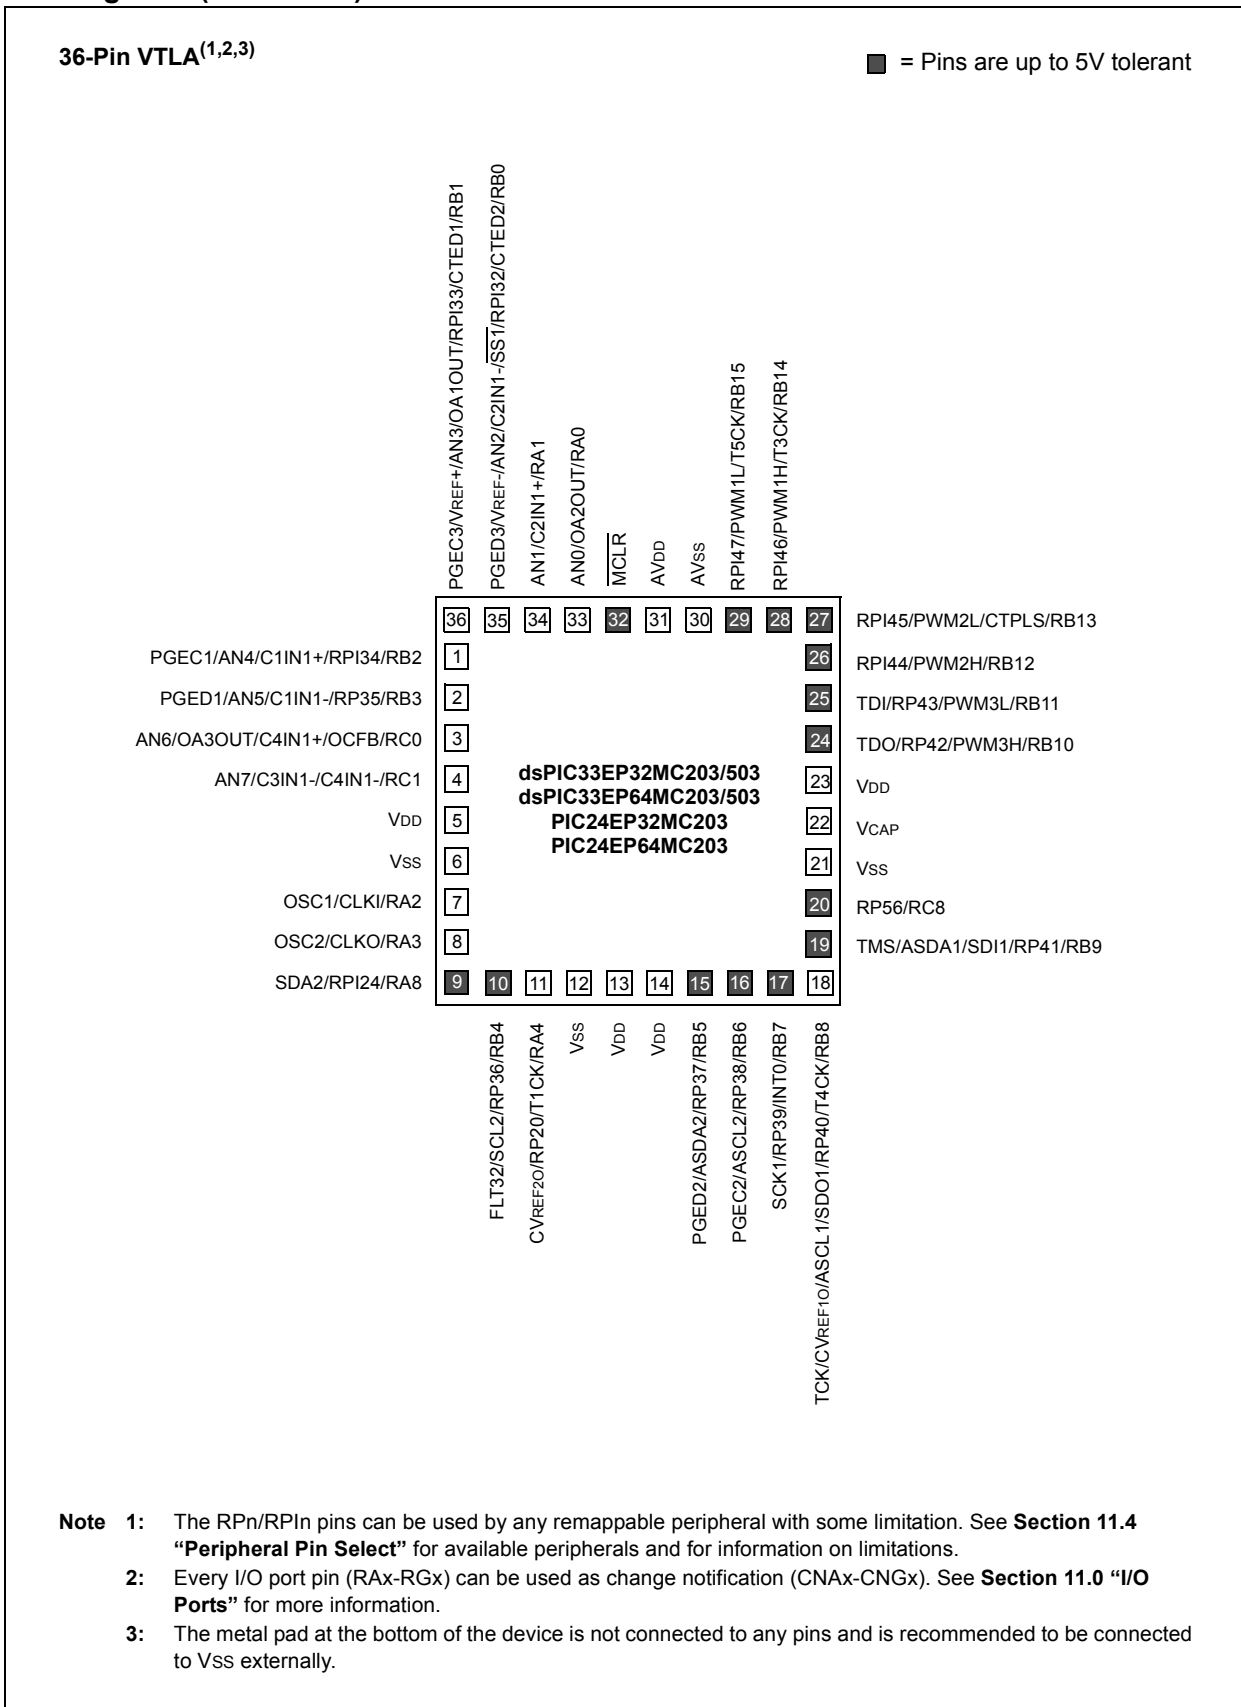 36-Pin VTLA(1,2,3)
= Pins are up to 5V tolerant
PGEC3/VREF+/AN3/OA1OUT/RPI33/CTED1/RB1
PGED3/VREF-/AN2/C2IN1-/SS1/RPI32/CTED2/RB0
AN1/C2IN1+/RA1
AN0/OA2OUT/RA0
MCLR
AVDD
AVSS
RPI47/PWM1L/T5CK/RB15
RPI46/PWM1H/T3CK/RB14
36 35 34 33 32 31 30 29 28 27 RPI45/PWM2L/CTPLS/RB13
PGEC1/AN4/C1IN1+/RPI34/RB2 1 26 RPI44/PWM2H/RB12
PGED1/AN5/C1IN1-/RP35/RB3 2 25 TDI/RP43/PWM3L/RB11
AN6/OA3OUT/C4IN1+/OCFB/RC0 3 24 TDO/RP42/PWM3H/RB10
AN7/C3IN1-/C4IN1-/RC1 4 23 VDD
VDD 5 22 VCAP
VSS 6 21 VSS
OSC1/CLKI/RA2 7 20 RP56/RC8
OSC2/CLKO/RA3 8 19 TMS/ASDA1/SDI1/RP41/RB9
dsPIC33EP32MC203/503
dsPIC33EP64MC203/503
PIC24EP32MC203
PIC24EP64MC203
SDA2/RPI24/RA8 9 10 11 12 13 14 15 16 17 18
FLT32/SCL2/RP36/RB4
CVREF2O/RP20/T1CK/RA4
VSS
VDD
VDD
PGED2/ASDA2/RP37/RB5
PGEC2/ASCL2/RP38/RB6
SCK1/RP39/INT0/RB7
TCK/CVREF1O/ASCL1/SDO1/RP40/T4CK/RB8
Note 1: The RPn/RPIn pins can be used by any remappable peripheral with some limitation. See Section 11.4
“Peripheral Pin Select” for available peripherals and for information on limitations.
2: Every I/O port pin (RAx-RGx) can be used as change notification (CNAx-CNGx). See Section 11.0 “I/O
Ports” for more information.
3: The metal pad at the bottom of the device is not connected to any pins and is recommended to be connected
to VSS externally.